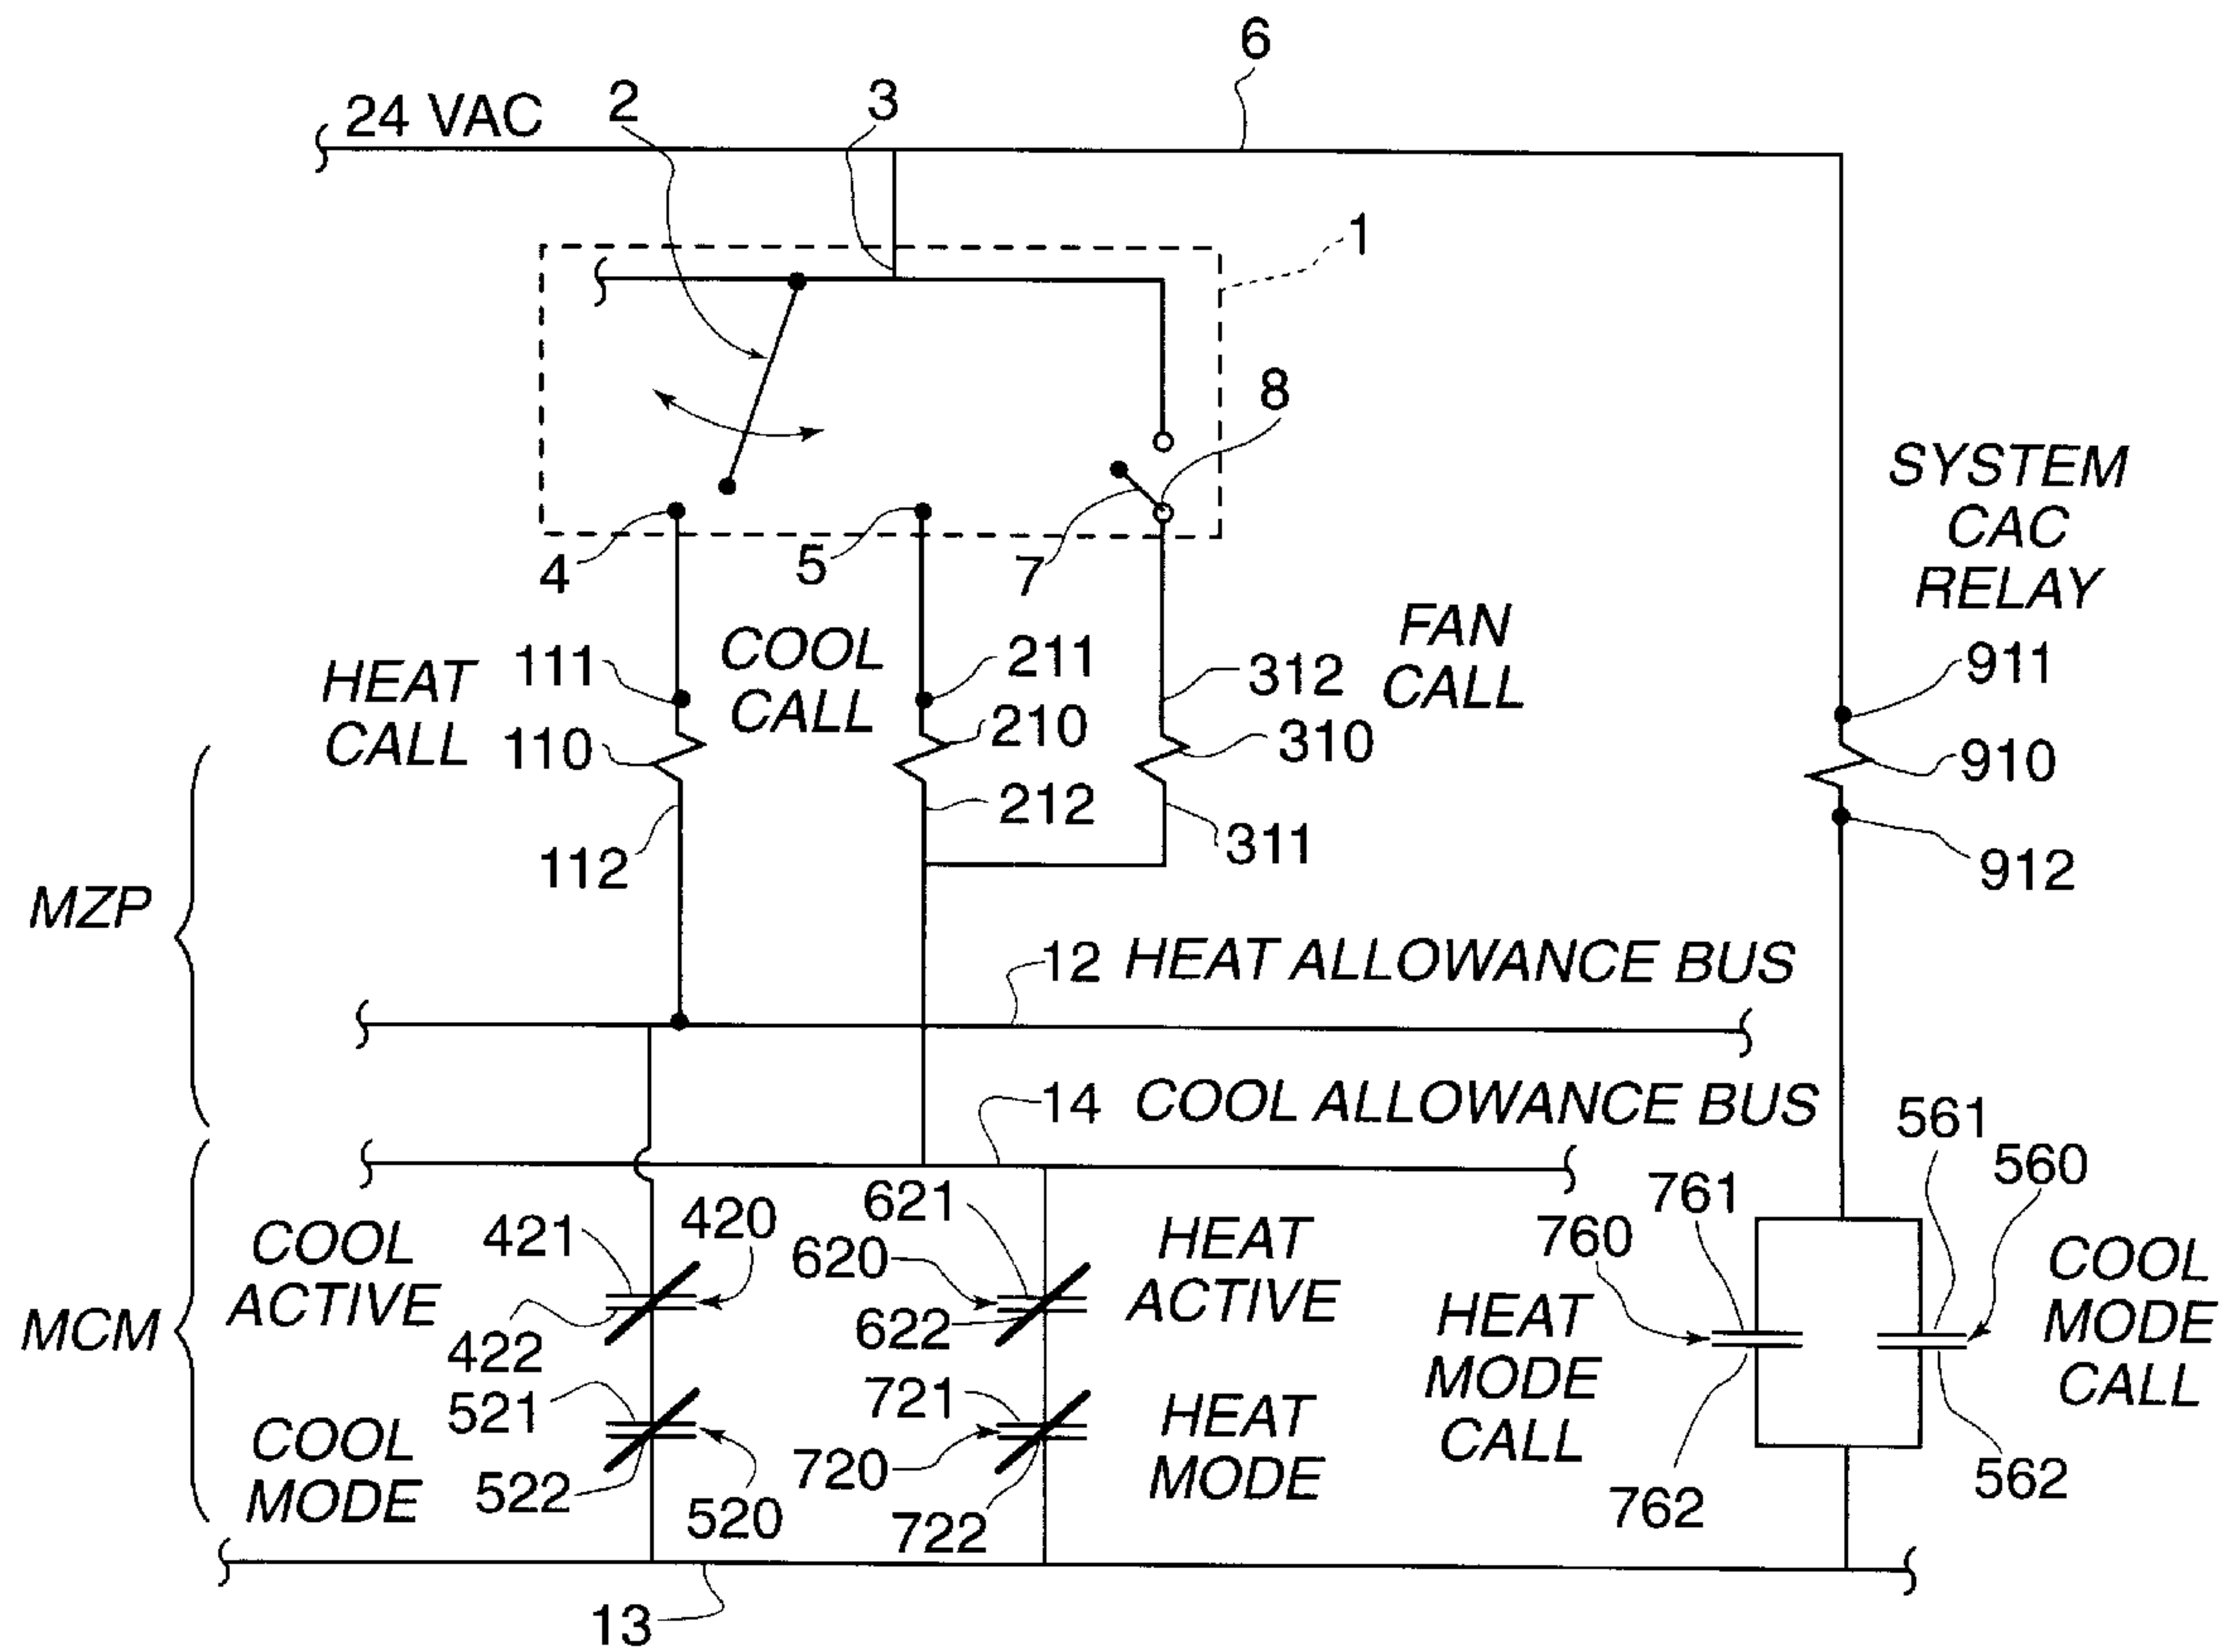 6
24 VAC
2
3
1
8
4
5
7
SYSTEM
CAC
RELAY
HEAT
CALL
COOL
CALL
FAN
CALL
111
110
112
211
210
212
312
310
311
911
910
912
MZP
12 HEAT ALLOWANCE BUS
14 COOL ALLOWANCE BUS
MCM
COOL
ACTIVE
421
420
422
621
620
622
HEAT
ACTIVE
COOL
MODE
521
522
520
721
720
722
HEAT
MODE
HEAT
MODE
CALL
761
760
762
561
560
562
COOL
MODE
CALL
13